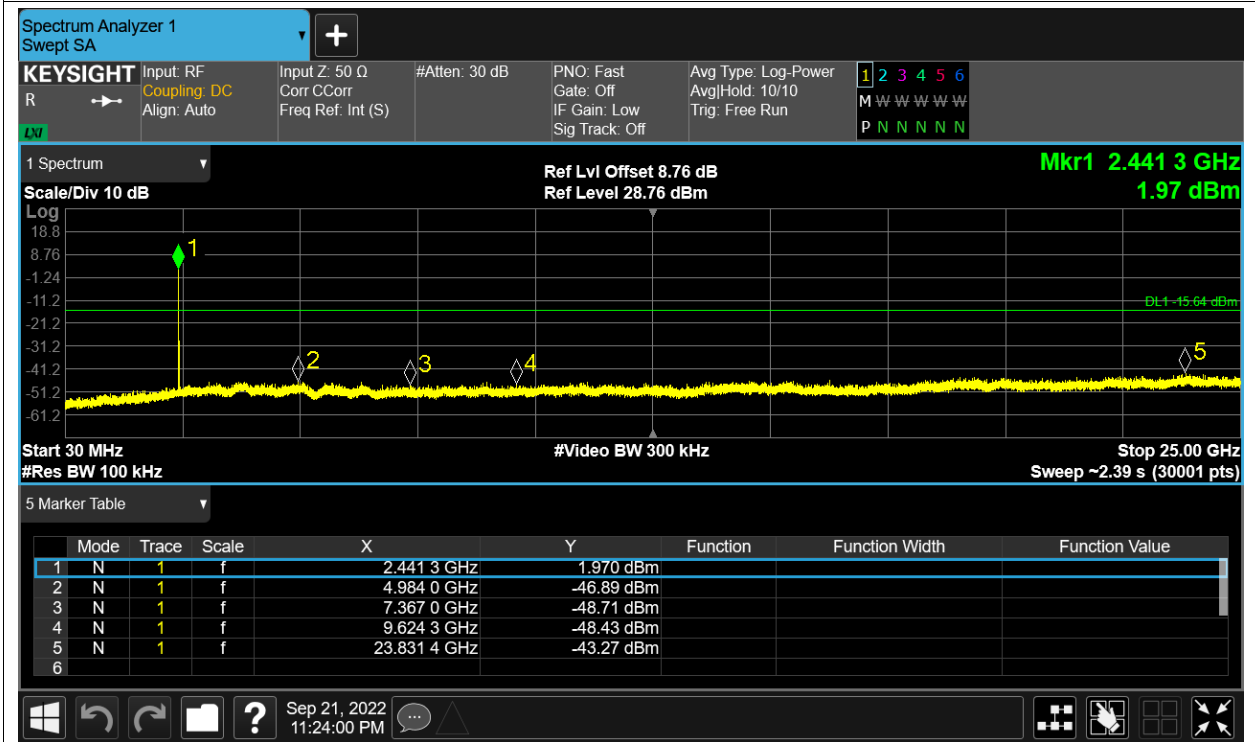 Spectrum Analyzer 1
Swept SA
+
KEYSIGHT Input: RF Input Z: 50 Ω #Atten: 30 dB PNO: Fast Avg Type: Log-Power 1 2 3 4 5 6
R Coupling: DC Corr CCorr Gate: Off Avg|Hold: 10/10 M W W W W W
Align: Auto Freq Ref: Int (S) IF Gain: Low Trig: Free Run
LXI Sig Track: Off P N N N N N
1 Spectrum Ref Lvl Offset 8.76 dB Mkr1 2.441 3 GHz
Scale/Div 10 dB Ref Level 28.76 dBm 1.97 dBm
Log
18.8
1
8.76
-1.24
-11.2 DL1 -15.64 dBm
-21.2
-31.2
2 3 4 5
-41.2
-51.2
-61.2
Start 30 MHz #Video BW 300 kHz Stop 25.00 GHz
#Res BW 100 kHz Sweep ~2.39 s (30001 pts)
5 Marker Table
Mode Trace Scale X Y Function Function Width Function Value
1 N 1 f 2.441 3 GHz 1.970 dBm
2 N 1 f 4.984 0 GHz -46.89 dBm
3 N 1 f 7.367 0 GHz -48.71 dBm
4 N 1 f 9.624 3 GHz -48.43 dBm
5 N 1 f 23.831 4 GHz -43.27 dBm
6
? Sep 21, 2022
11:24:00 PM